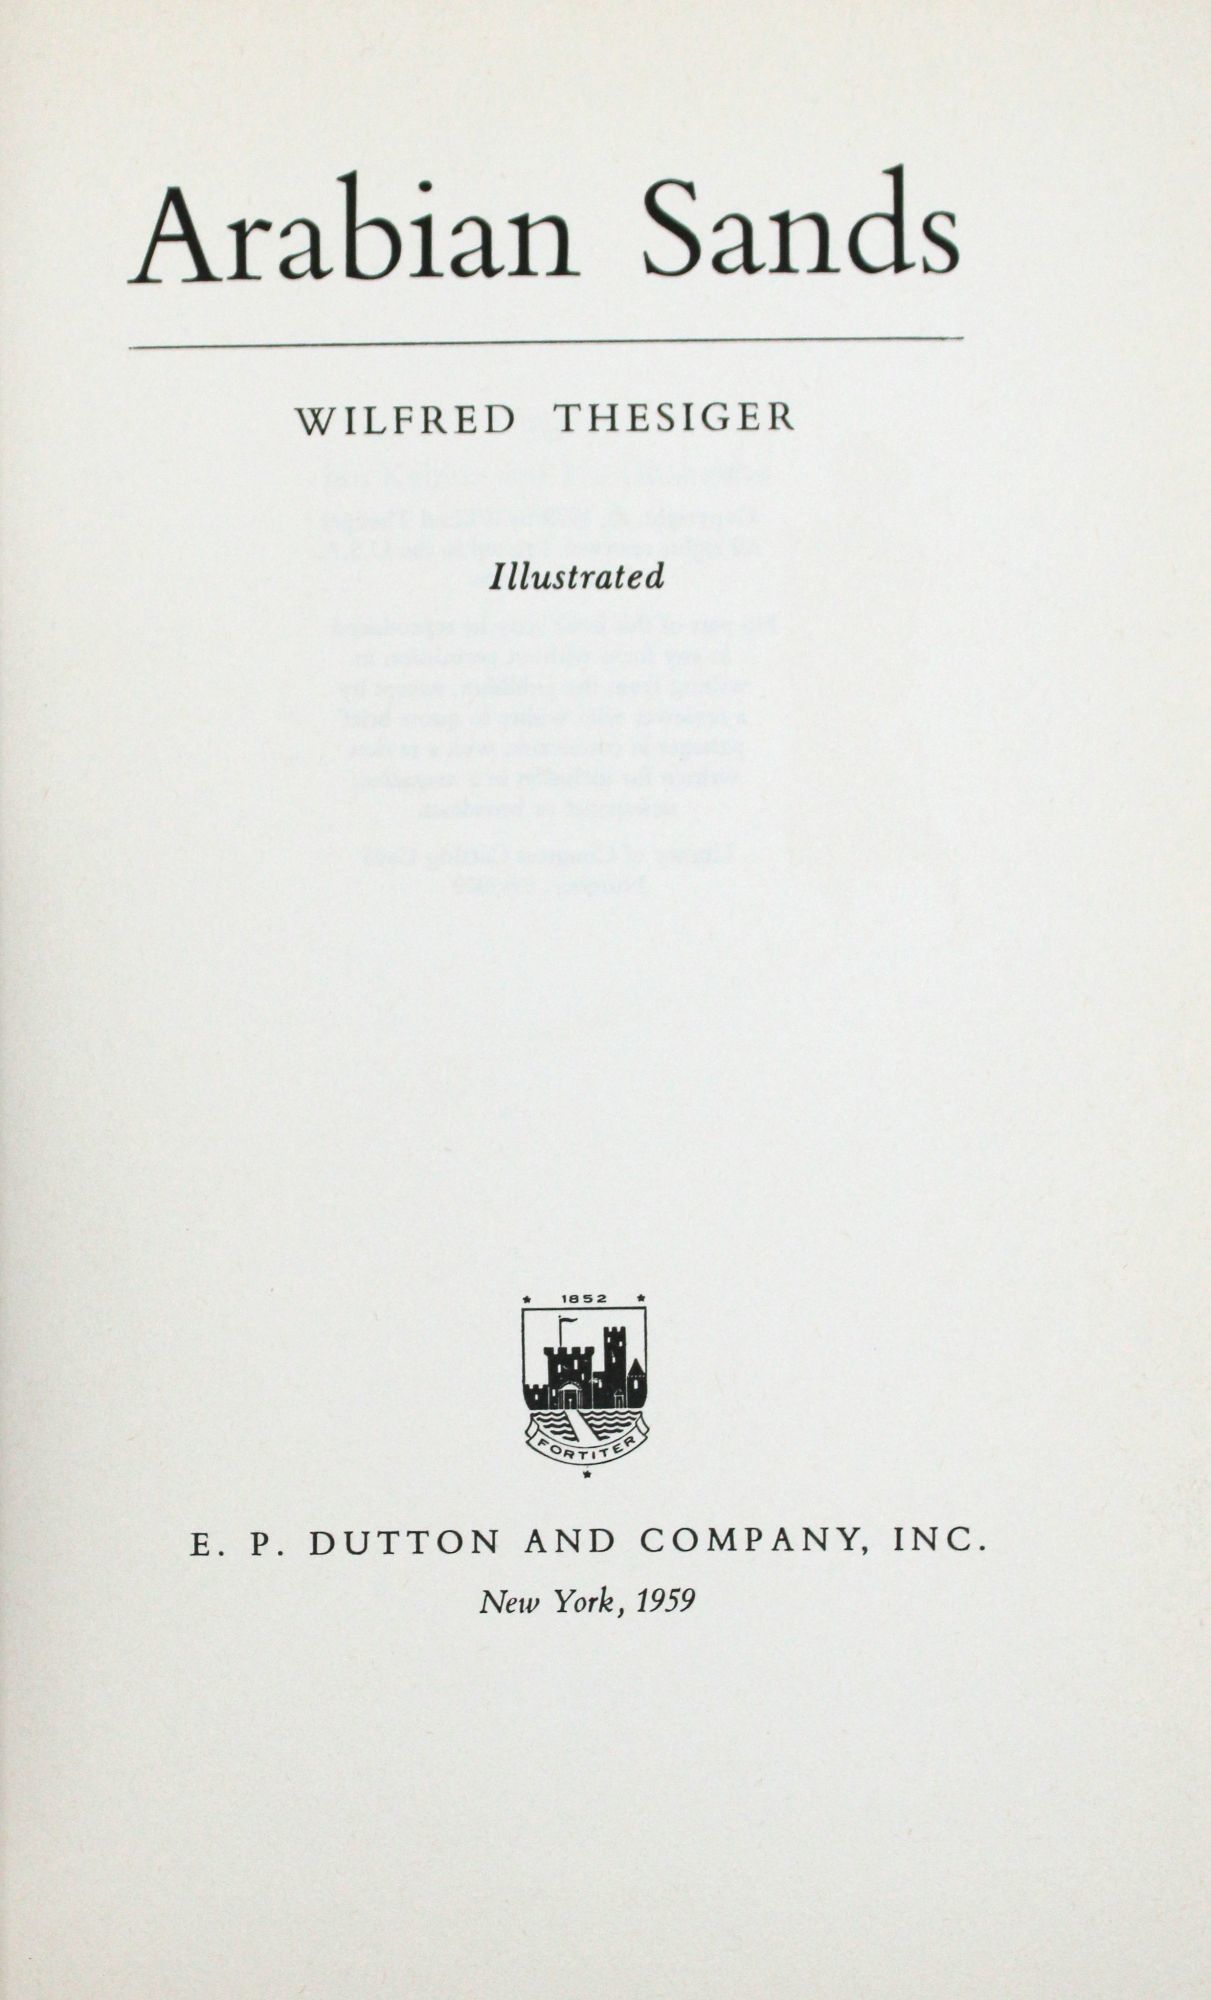 Arabian Sands
WILFRED THESIGER
Illustrated
1852
FORTITER
E. P. DUTTON AND COMPANY, INC.
New York, 1959